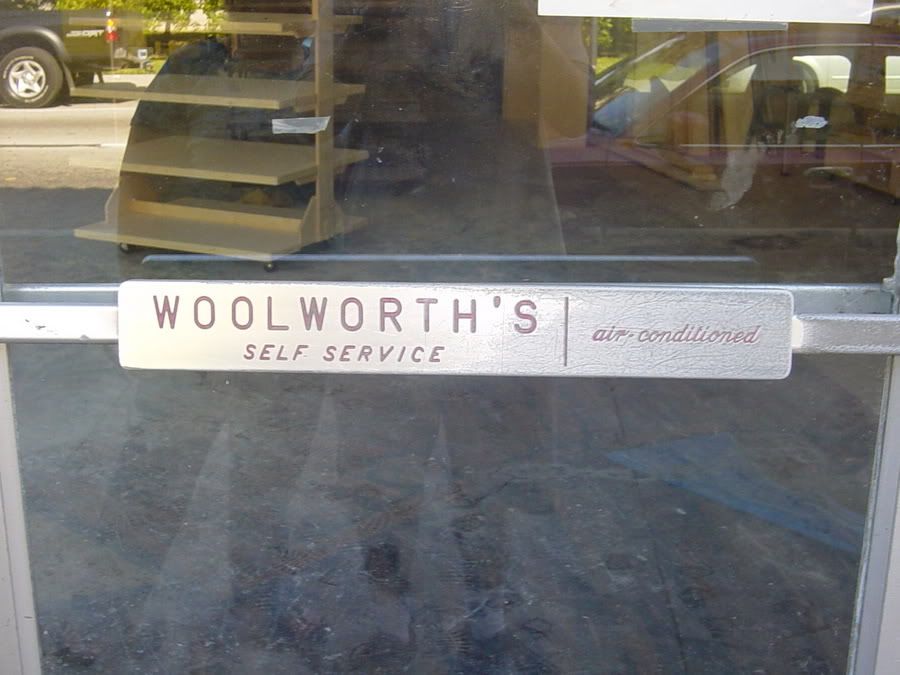 WOOLWORTH'S
SELF SERVICE
air-conditioned